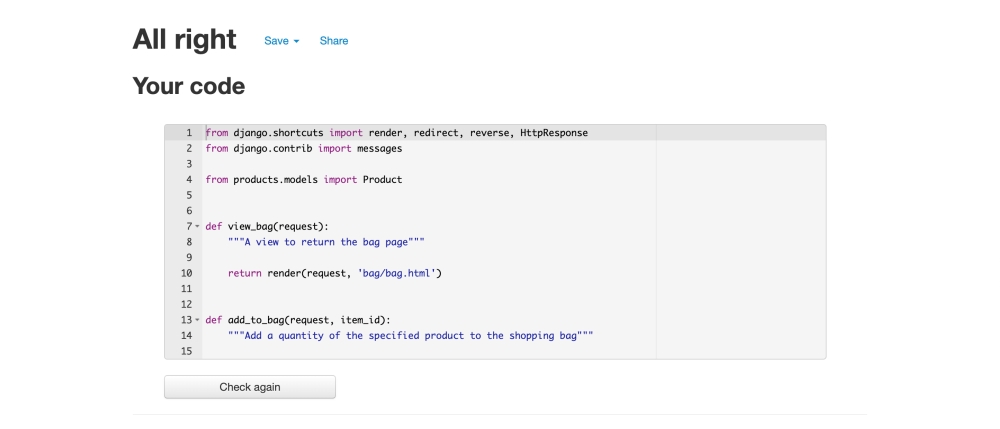 All right Save Share
Your code
1 from django.shortcuts import render, redirect, reverse, HttpResponse
2 from django.contrib import messages
3
4 from products.models import Product
5
6
7 def view_bag(request):
8 """A view to return the bag page"""
9
10 return render(request, 'bag/bag.html')
11
12
13 def add_to_bag(request, item_id):
14 """Add a quantity of the specified product to the shopping bag"""
15
Check again